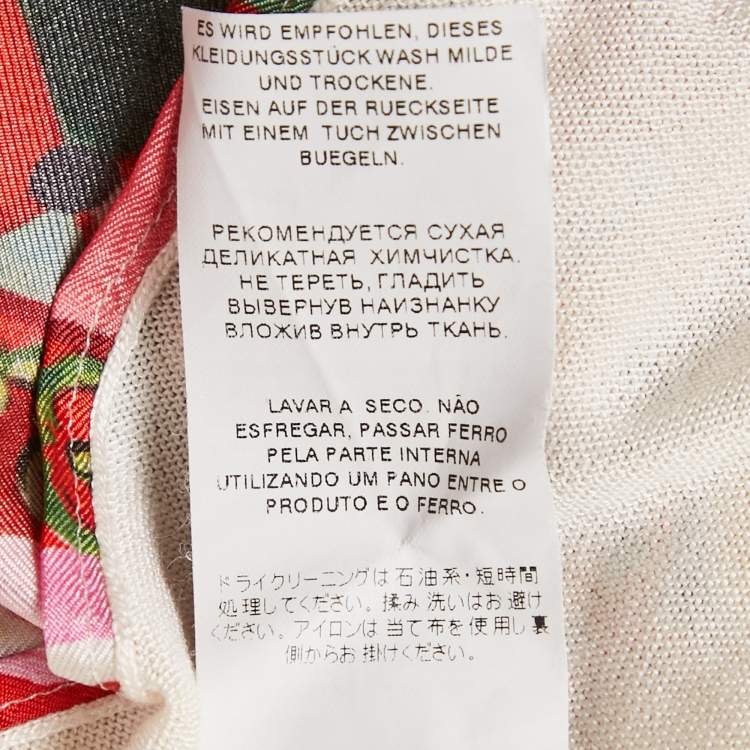 ES WIRD EMPFOHLEN, DIESES
KLEIDUNGSSTÜCK WASH MILDE
UND TROCKENE.
EISEN AUF DER RUECKSEITE
MIT EINEM TUCH ZWISCHEN
BUEGELN.
РЕКОМЕНДУЕТСЯ СУХАЯ
ДЕЛИКАТНАЯ ХИМЧИСТКА.
НЕ ТЕРЕТЬ, ГЛАДИТЬ
ВЫВЕРНУВ НАИЗНАНКУ
ВЛОЖИВ ВНУТРЬ ТКАНЬ.
LAVAR A SECO. NÃO
ESFREGAR, PASSAR FERRO
PELA PARTE INTERNA
UTILIZANDO UM PANO ENTRE O
PRODUTO E O FERRO.
ドライクリーニングは石油系・短時間
処理してください。揉み洗いはお避け
ください。アイロンは当て布を使用し裏
側からお掛けください。